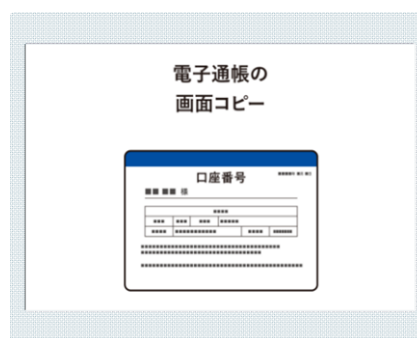 電子通帳の
画面コピー
口座番号
様